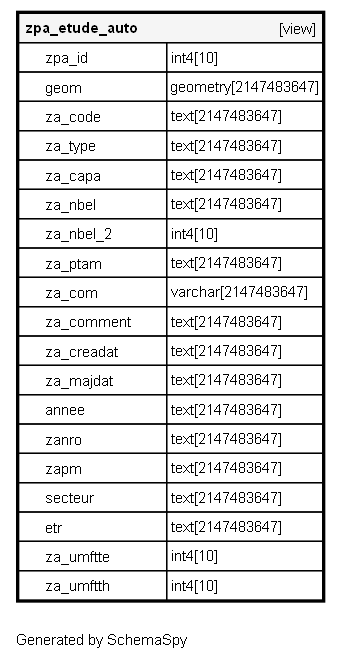 zpa_etude_auto [view]
zpa_id int4[10]
geom geometry[2147483647]
za_code text[2147483647]
za_type text[2147483647]
za_capa text[2147483647]
za_nbel text[2147483647]
za_nbel_2 int4[10]
za_ptam text[2147483647]
za_com varchar[2147483647]
za_comment text[2147483647]
za_creadat text[2147483647]
za_majdat text[2147483647]
annee text[2147483647]
zanro text[2147483647]
zapm text[2147483647]
secteur text[2147483647]
etr text[2147483647]
za_umftte int4[10]
za_umftth int4[10]
Generated by SchemaSpy